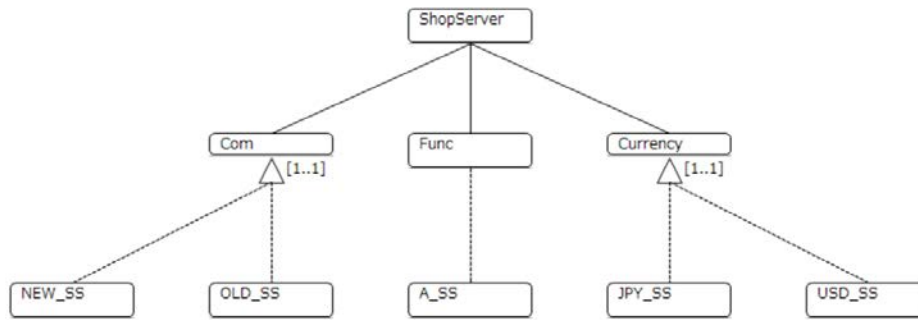 ShopServer
Com
Func
Currency
[1..1]
[1..1]
NEW_SS
OLD_SS
A_SS
JPY_SS
USD_SS